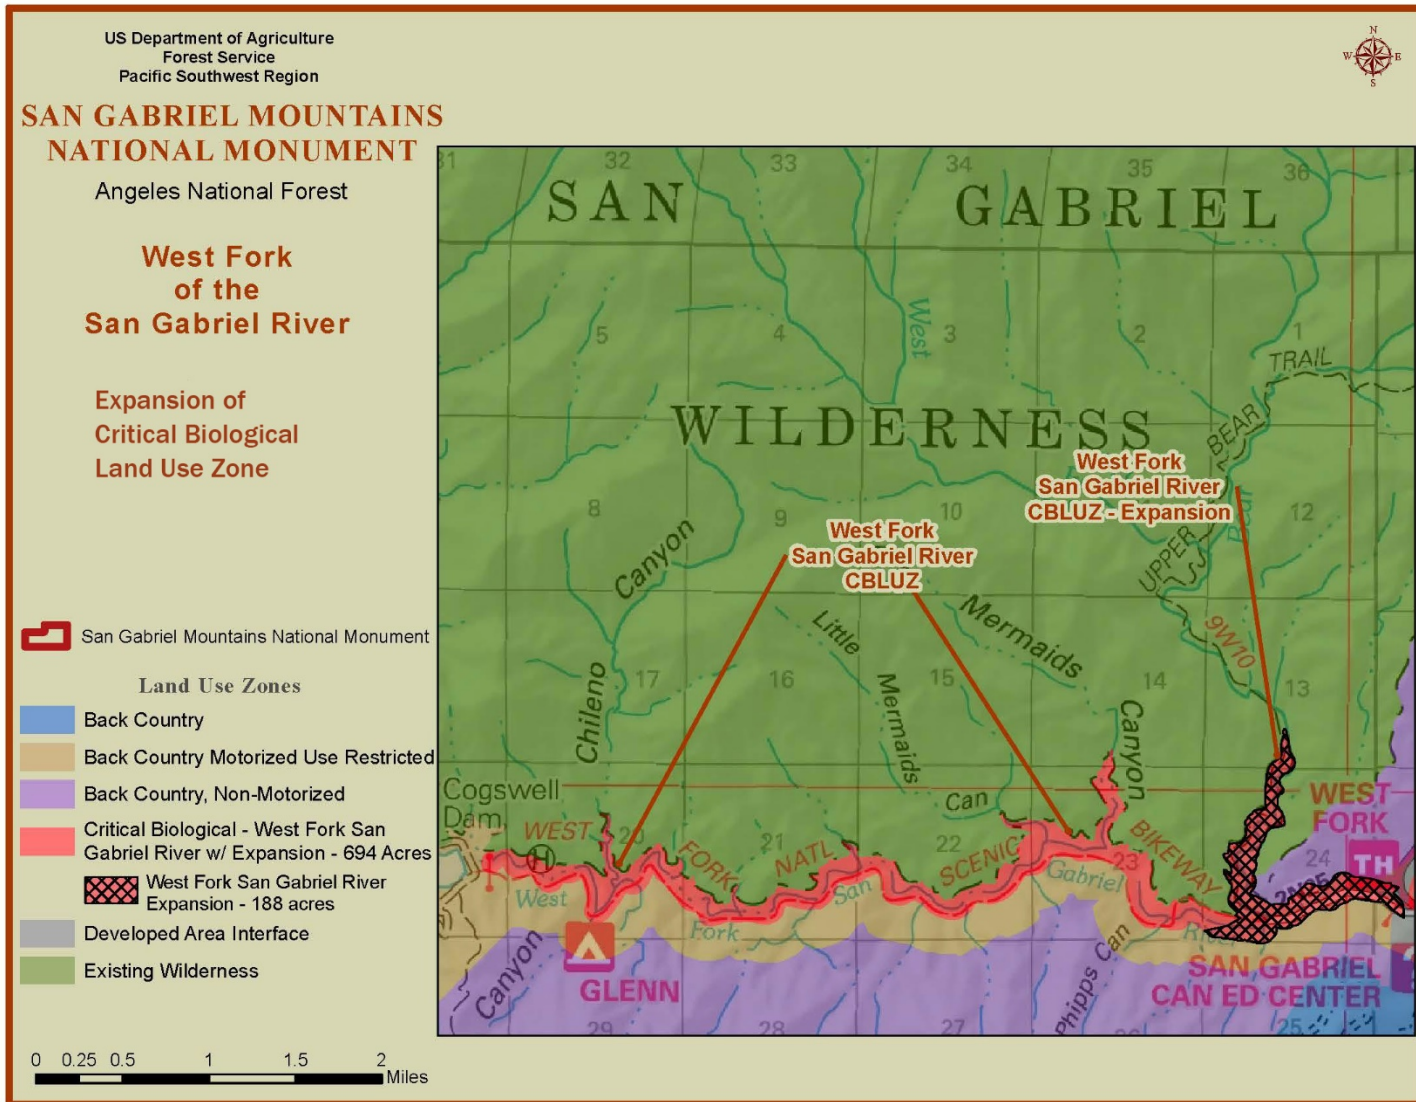 US Department of Agriculture
Forest Service
Pacific Southwest Region
SAN GABRIEL MOUNTAINS
NATIONAL MONUMENT
Angeles National Forest
West Fork
of the
San Gabriel River
Expansion of
Critical Biological
Land Use Zone
San Gabriel Mountains National Monument
Land Use Zones
Back Country
Back Country Motorized Use Restricted
Back Country, Non-Motorized
Critical Biological - West Fork San
Gabriel River w/ Expansion - 694 Acres
West Fork San Gabriel River
Expansion - 188 acres
Developed Area Interface
Existing Wilderness
0 0.25 0.5 1 1.5 2
Miles
N
W E
S
31 32 33 34 35 36
SAN GABRIEL
5 4 3 2 1
West
TRAIL
WILDERNESS
BEAR
West Fork
San Gabriel River
CBLUZ - Expansion
8 9 10 12
Bear
UPPER
Canyon
West Fork
San Gabriel River
CBLUZ
Little
Mermaids
Mermaids
Canyon
9W10
Chileno
17 16 15 14 13
Can
Cogswell
Dam
WEST FORK NATL SCENIC BIKEWAY
H
20 21 22 23 24
West Fork San Gabriel River
WEST
FORK
TH
2N25
Canyon
GLENN
Phipps Can
SAN GABRIEL
CAN ED CENTER
29 28 27 26 25